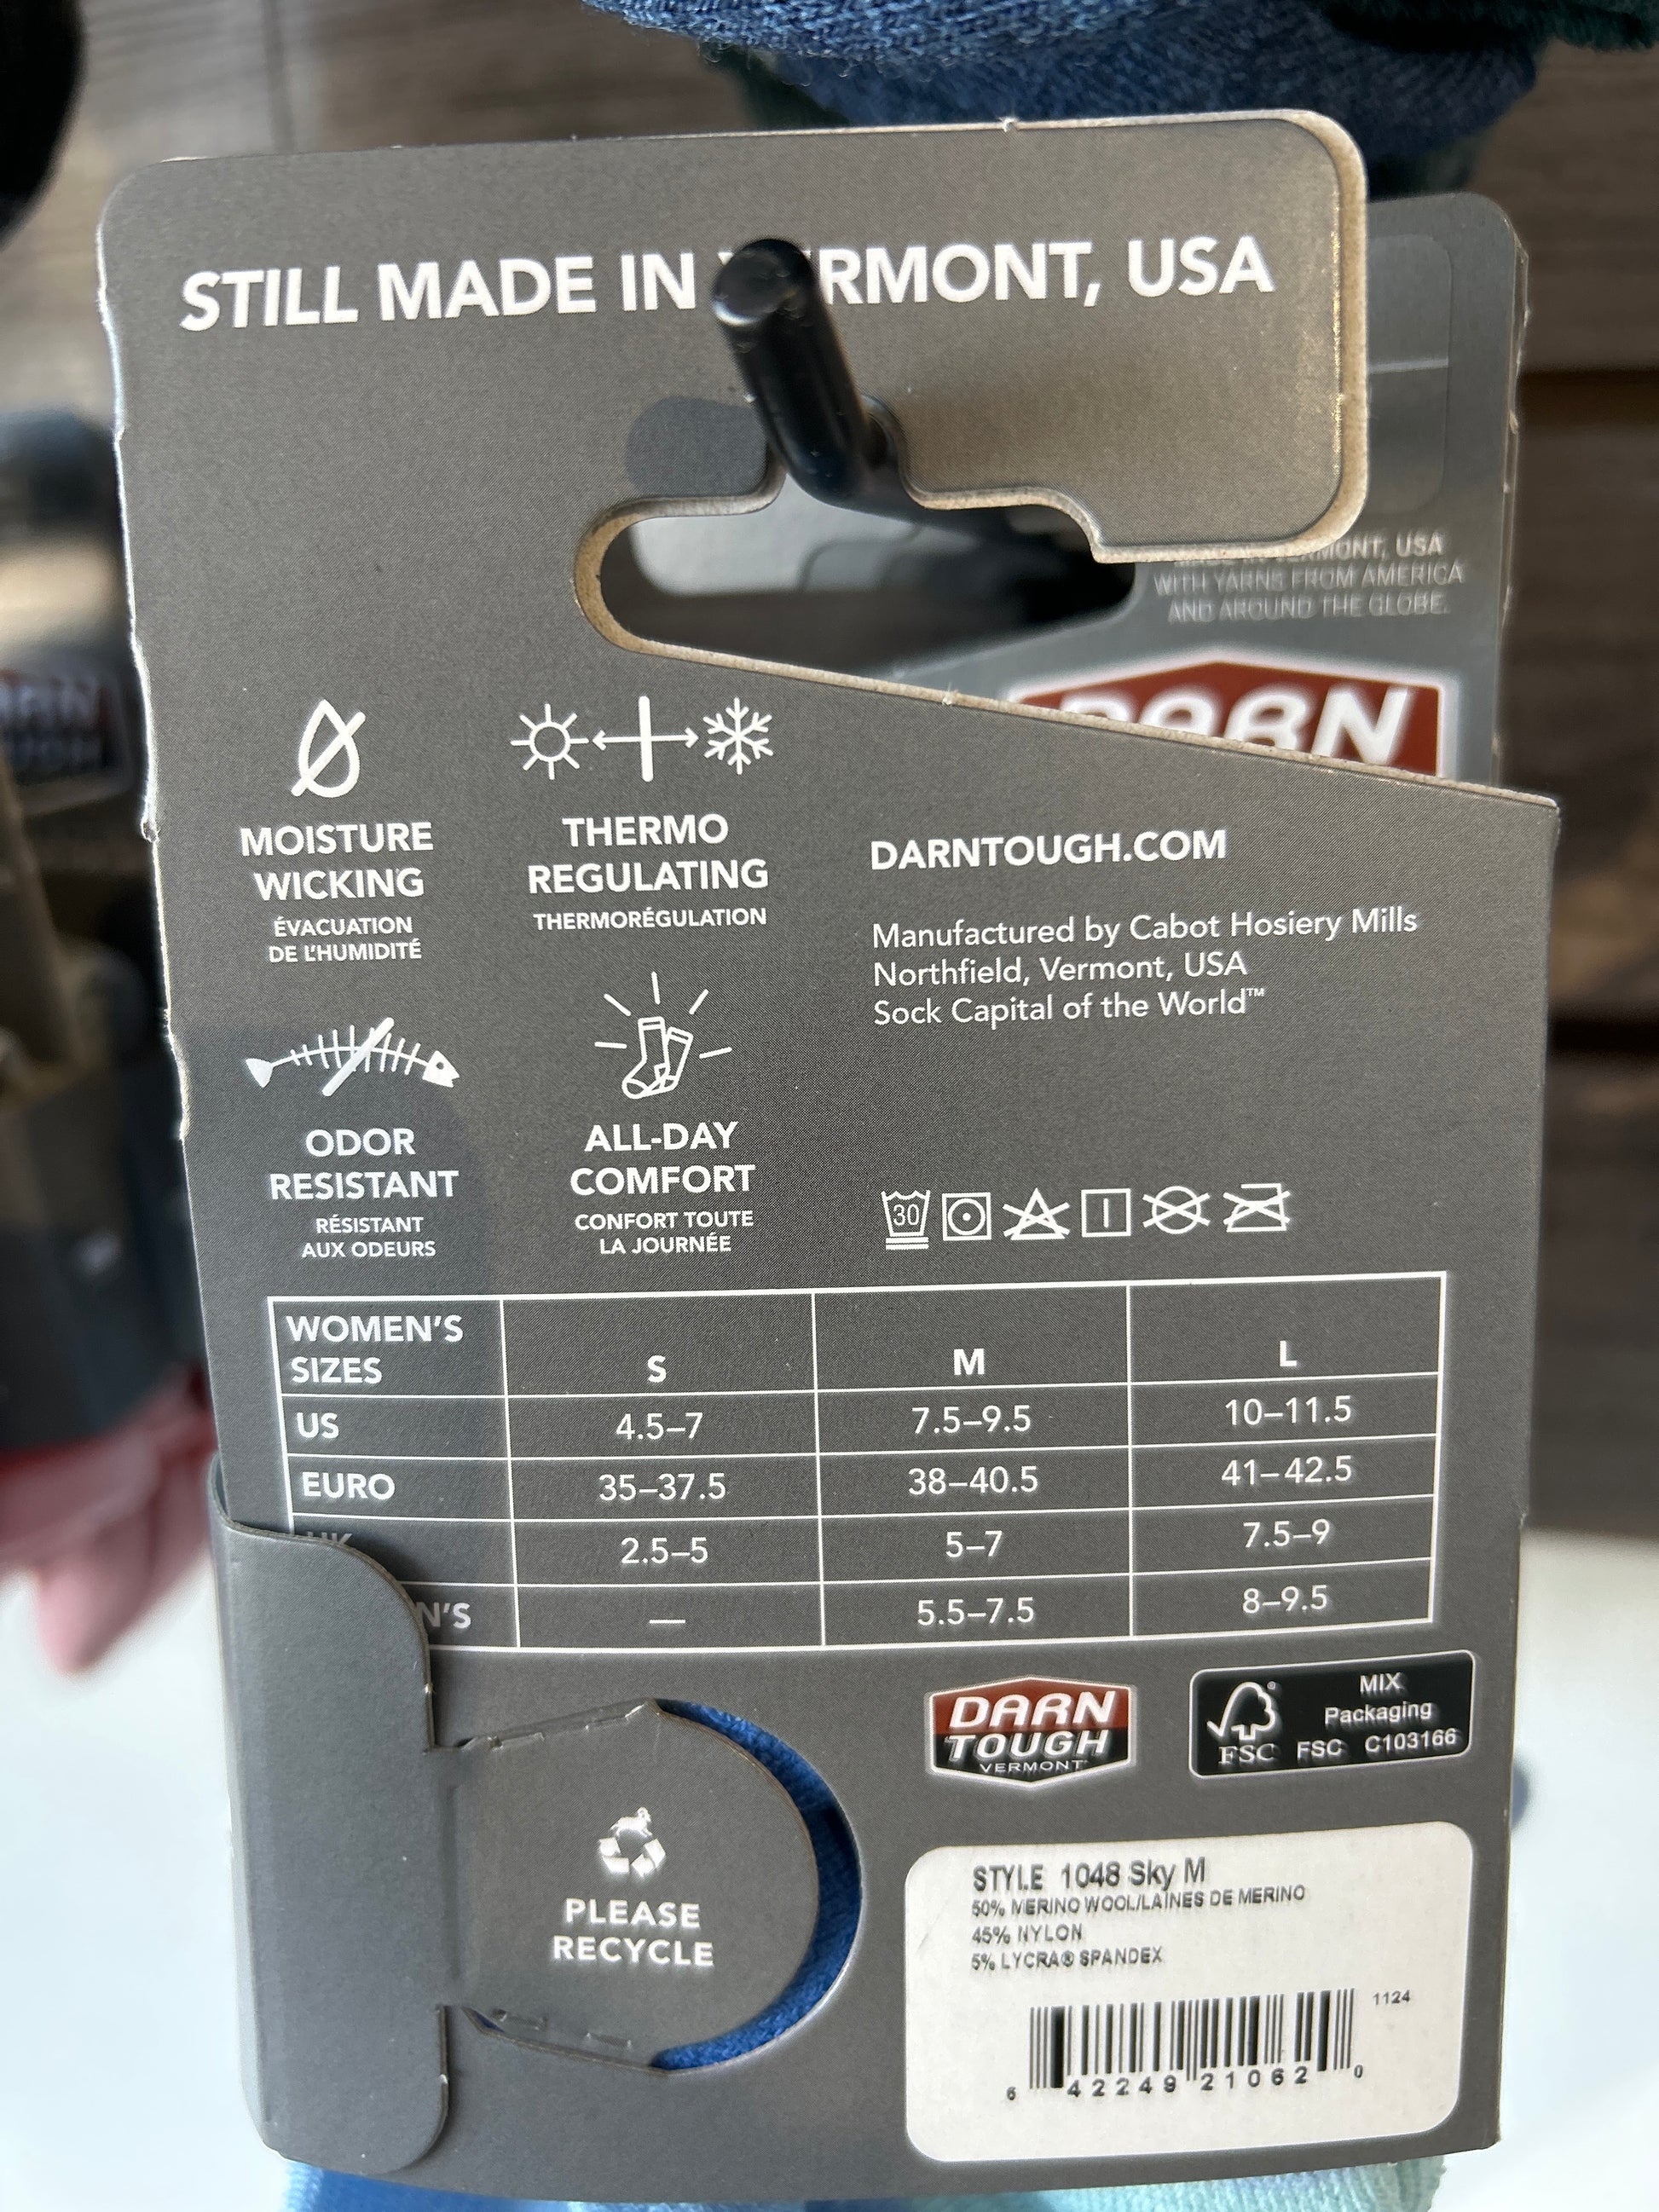 STILL MADE IN VERMONT, USA
MONT, USA
WITH YARNS FROM AMERICA
AND AROUND THE GLOBE.
DARN
MOISTURE
WICKING
ÉVACUATION
DE L'HUMIDITÉ
THERMO
REGULATING
THERMORÉGULATION
ODOR
RESISTANT
RÉSISTANT
AUX ODEURS
ALL-DAY
COMFORT
CONFORT TOUTE
LA JOURNÉE
DARNTOUGH.COM
Manufactured by Cabot Hosiery Mills
Northfield, Vermont, USA
Sock Capital of the World™
30
WOMEN'S
SIZES S M L
US 4.5–7 7.5–9.5 10–11.5
EURO 35–37.5 38–40.5 41–42.5
UK 2.5–5 5–7 7.5–9
N'S — 5.5–7.5 8–9.5
PLEASE
RECYCLE
DARN
TOUGH
VERMONT
FSC
MIX
Packaging
FSC C103166
STYLE 1048 Sky M
50% MERINO WOOL/LAINES DE MERINO
45% NYLON
5% LYCRA® SPANDEX
1124
6 42249 21062 0